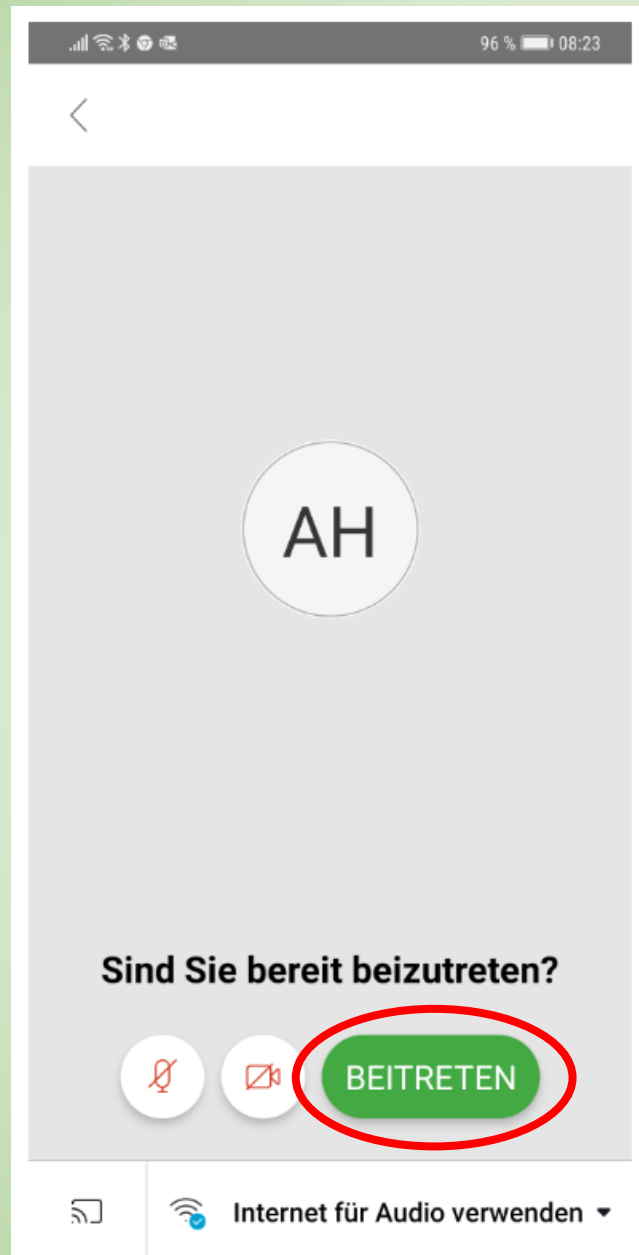 96 % 08:23
AH
Sind Sie bereit beizutreten?
BEITRETEN
Internet für Audio verwenden